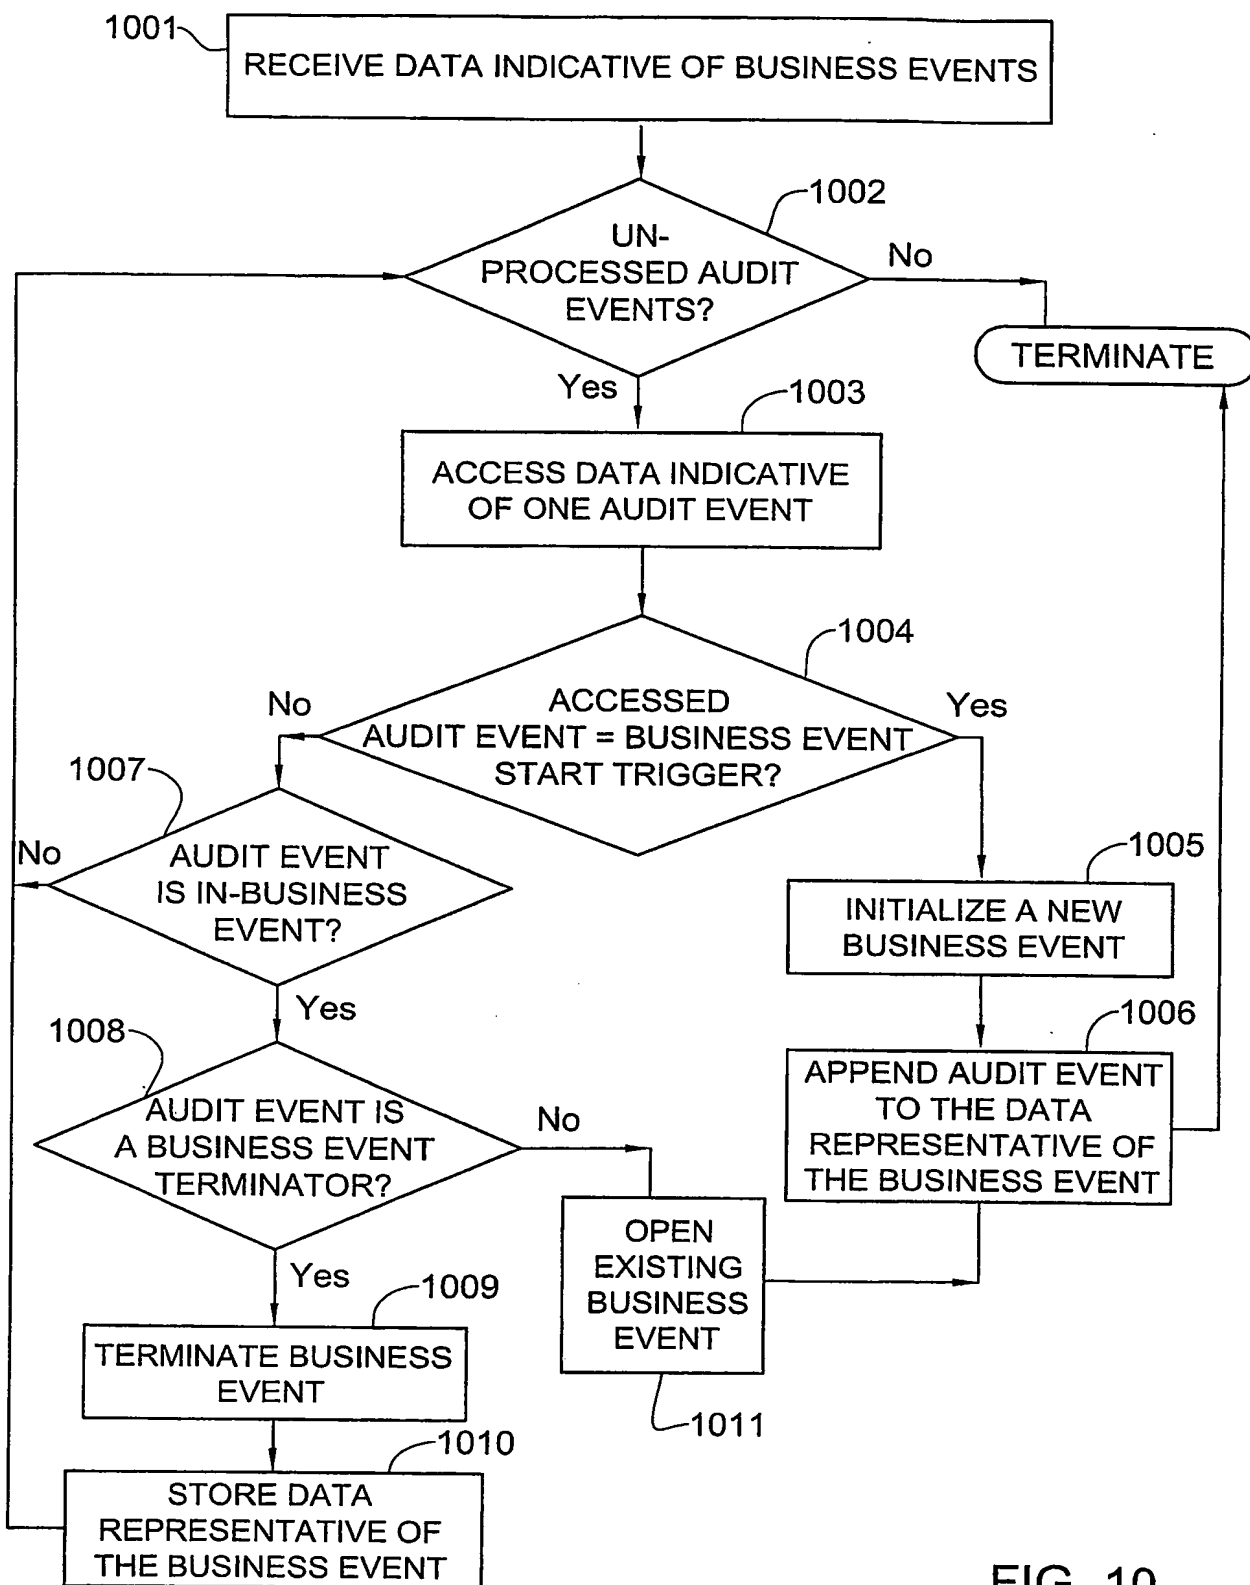 1001
RECEIVE DATA INDICATIVE OF BUSINESS EVENTS
1002
UN-
PROCESSED AUDIT
EVENTS?
No
TERMINATE
Yes
1003
ACCESS DATA INDICATIVE
OF ONE AUDIT EVENT
1004
ACCESSED
AUDIT EVENT = BUSINESS EVENT
START TRIGGER?
No
Yes
1007
AUDIT EVENT
IS IN-BUSINESS
EVENT?
No
Yes
1005
INITIALIZE A NEW
BUSINESS EVENT
1006
APPEND AUDIT EVENT
TO THE DATA
REPRESENTATIVE OF
THE BUSINESS EVENT
1008
AUDIT EVENT IS
A BUSINESS EVENT
TERMINATOR?
No
Yes
OPEN
EXISTING
BUSINESS
EVENT
1011
1009
TERMINATE BUSINESS
EVENT
1010
STORE DATA
REPRESENTATIVE OF
THE BUSINESS EVENT
FIG. 10